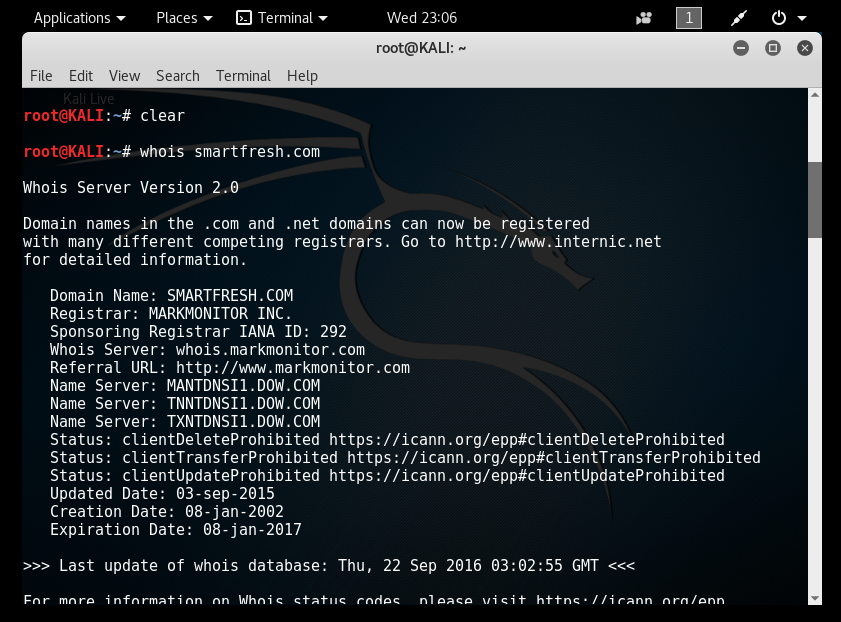 Applications Places Terminal Wed 23:06 1
root@KALI: ~
File Edit View Search Terminal Help
Kali Live
root@KALI:~# clear
root@KALI:~# whois smartfresh.com
Whois Server Version 2.0
Domain names in the .com and .net domains can now be registered
with many different competing registrars. Go to http://www.internic.net
for detailed information.
Domain Name: SMARTFRESH.COM
Registrar: MARKMONITOR INC.
Sponsoring Registrar IANA ID: 292
Whois Server: whois.markmonitor.com
Referral URL: http://www.markmonitor.com
Name Server: MANTDNSI1.DOW.COM
Name Server: TNNTDNSI1.DOW.COM
Name Server: TXNTDNSI1.DOW.COM
Status: clientDeleteProhibited https://icann.org/epp#clientDeleteProhibited
Status: clientTransferProhibited https://icann.org/epp#clientTransferProhibited
Status: clientUpdateProhibited https://icann.org/epp#clientUpdateProhibited
Updated Date: 03-sep-2015
Creation Date: 08-jan-2002
Expiration Date: 08-jan-2017
>>> Last update of whois database: Thu, 22 Sep 2016 03:02:55 GMT <<<
For more information on Whois status codes, please visit https://icann.org/epp